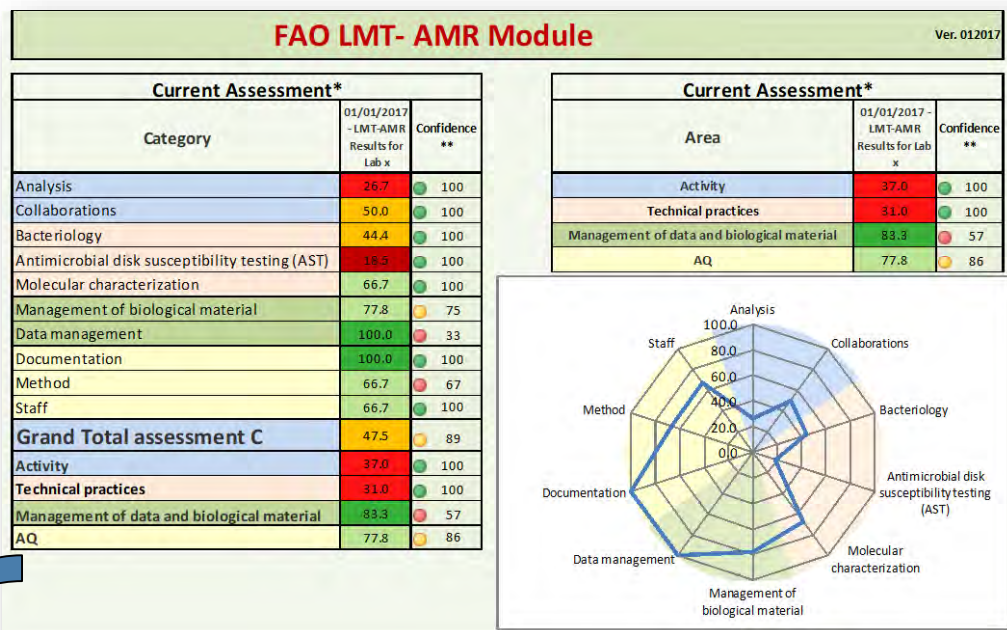 FAO LMT- AMR Module
Ver. 012017
Current Assessment*
Category
01/01/2017
- LMT-AMR
Results for
Lab x
Confidence
**
Analysis 26.7 100
Collaborations 50.0 100
Bacteriology 44.4 100
Antimicrobial disk susceptibility testing (AST) 18.5 100
Molecular characterization 66.7 100
Management of biological material 77.8 75
Data management 100.0 33
Documentation 100.0 100
Method 66.7 67
Staff 66.7 100
Grand Total assessment C 47.5 89
Activity 37.0 100
Technical practices 31.0 100
Management of data and biological material 83.3 57
AQ 77.8 86
Current Assessment*
Area
01/01/2017 -
LMT-AMR
Results for Lab
x
Confidence
**
Activity 37.0 100
Technical practices 31.0 100
Management of data and biological material 83.3 57
AQ 77.8 86
Analysis
100.0
80.0
60.0
40.0
20.0
0.0
Collaborations
Bacteriology
Antimicrobial disk
susceptibility testing
(AST)
Molecular
characterization
Management of
biological material
Data management
Documentation
Method
Staff